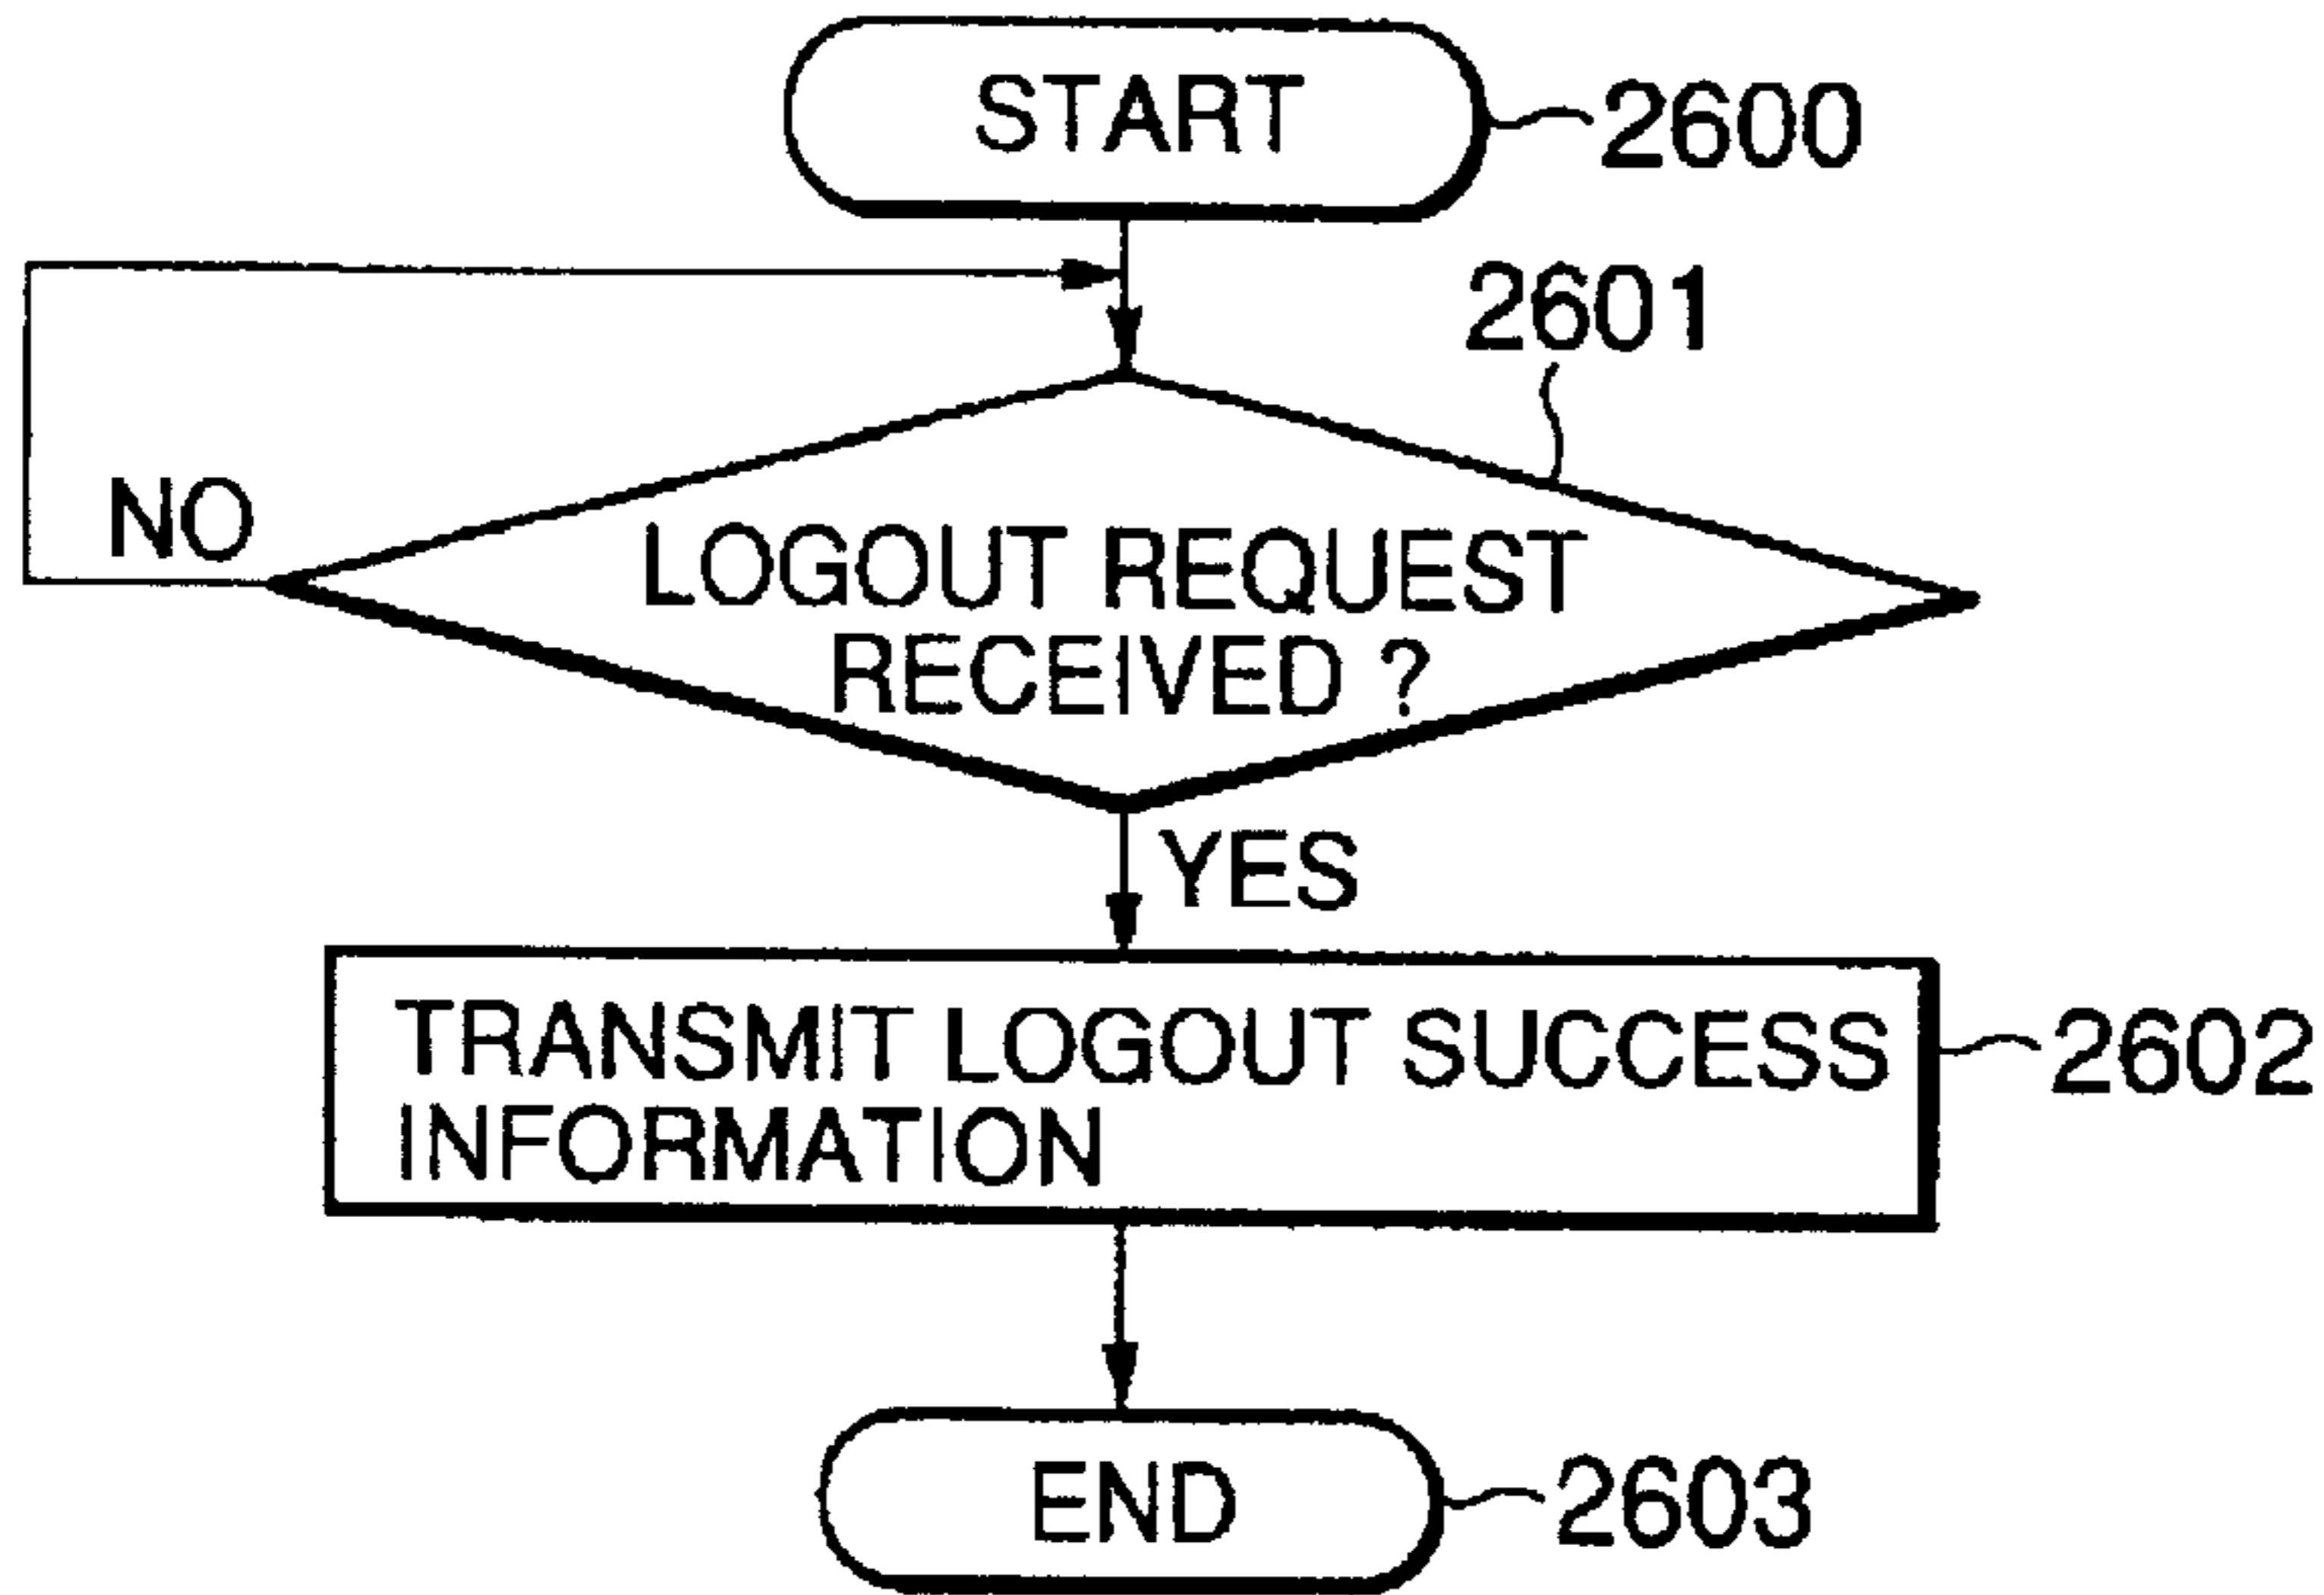 START
2600
2601
NO
LOGOUT REQUEST
RECEIVED ?
YES
TRANSMIT LOGOUT SUCCESS
INFORMATION
2602
END
2603